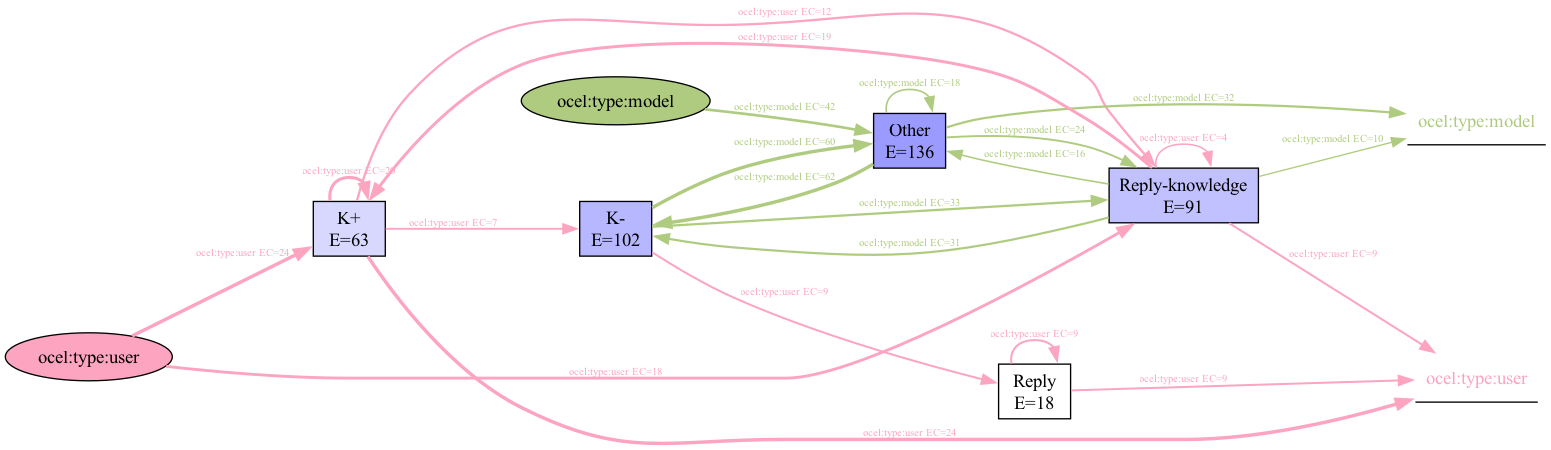 ocel:type:user EC=12
ocel:type:user EC=19
ocel:type:model EC=18
ocel:type:model
ocel:type:model EC=42
ocel:type:model EC=32
ocel:type:model
Other
E=136
ocel:type:model EC=24
ocel:type:user EC=4
ocel:type:model EC=10
ocel:type:model EC=60
ocel:type:model EC=16
ocel:type:user
ocel:type:model EC=62
Reply-knowledge
E=91
K+
E=63
ocel:type:user EC=7
K-
E=102
ocel:type:model EC=33
ocel:type:model EC=31
ocel:type:user EC=24
ocel:type:user EC=9
ocel:type:user EC=9
ocel:type:user
ocel:type:user EC=18
ocel:type:user EC=9
Reply
E=18
ocel:type:user EC=9
ocel:type:user
ocel:type:user EC=24